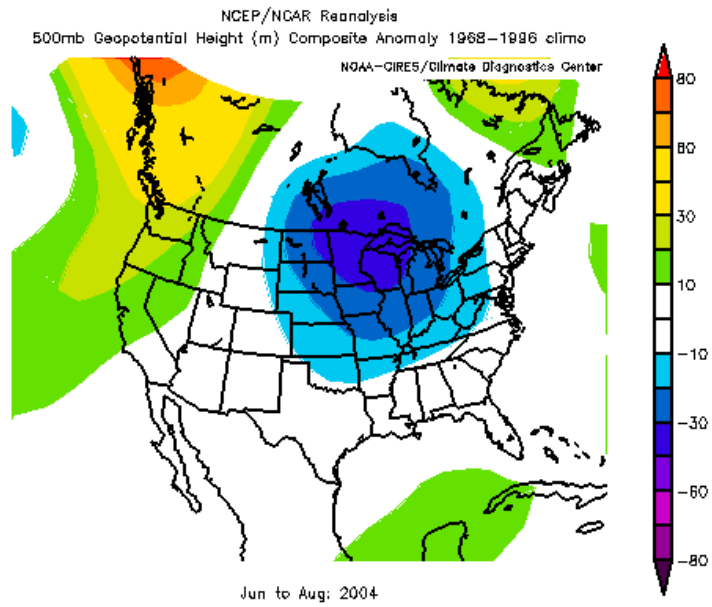 NCEP/NCAR Reanalysis
500mb Geopotential Height (m) Composite Anomaly 1968-1996 climo
NOAA-CIRES/Climate Diagnostics Center
80
60
30
10
-10
-30
-60
-80
Jun to Aug: 2004